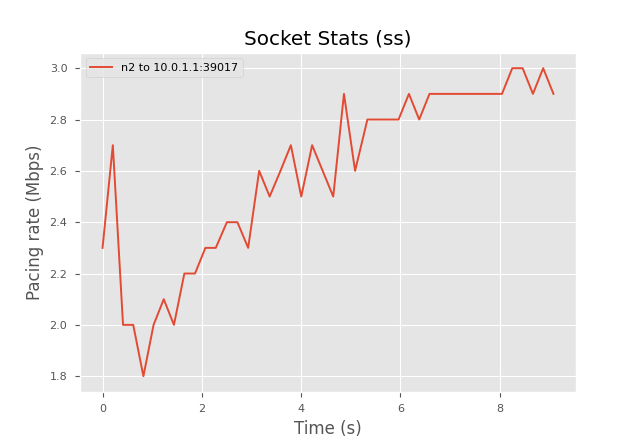 Socket Stats (ss)
n2 to 10.0.1.1:39017
Pacing rate (Mbps)
3.0
2.8
2.6
2.4
2.2
2.0
1.8
0 2 4 6 8
Time (s)